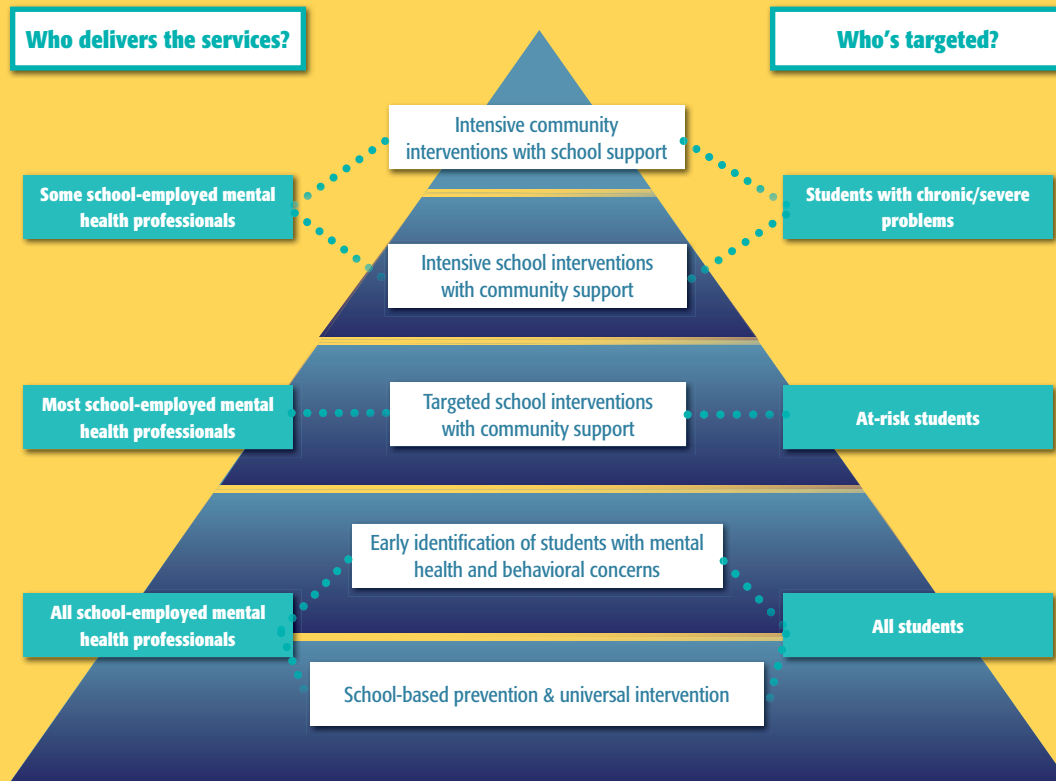 Who delivers the services?
Who's targeted?
Intensive community
interventions with school support
Some school-employed mental
health professionals
Students with chronic/severe
problems
Intensive school interventions
with community support
Most school-employed mental
health professionals
Targeted school interventions
with community support
At-risk students
Early identification of students with mental
health and behavioral concerns
All school-employed mental
health professionals
All students
School-based prevention & universal intervention